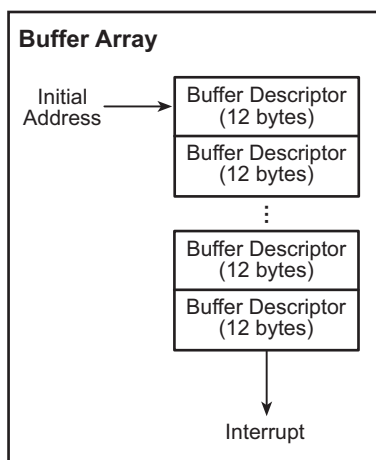 Buffer Array
Initial
Address
Buffer Descriptor
(12 bytes)
Buffer Descriptor
(12 bytes)
Buffer Descriptor
(12 bytes)
Buffer Descriptor
(12 bytes)
Interrupt